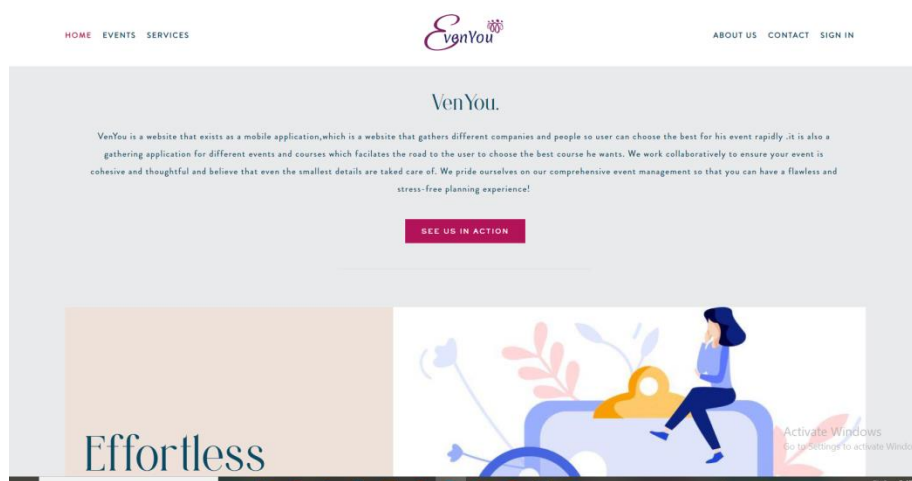 HOME EVENTS SERVICES
EvenYou
ABOUT US CONTACT SIGN IN
VenYou.
VenYou is a website that exists as a mobile application,which is a website that gathers different companies and people so user can choose the best for his event rapidly .it is also a
gathering application for different events and courses which facilates the road to the user to choose the best course he wants. We work collaboratively to ensure your event is
cohesive and thoughtful and believe that even the smallest details are taked care of. We pride ourselves on our comprehensive event management so that you can have a flawless and
stress-free planning experience!
SEE US IN ACTION
Effortless
Activate Windows
Go to Settings to activate Windo